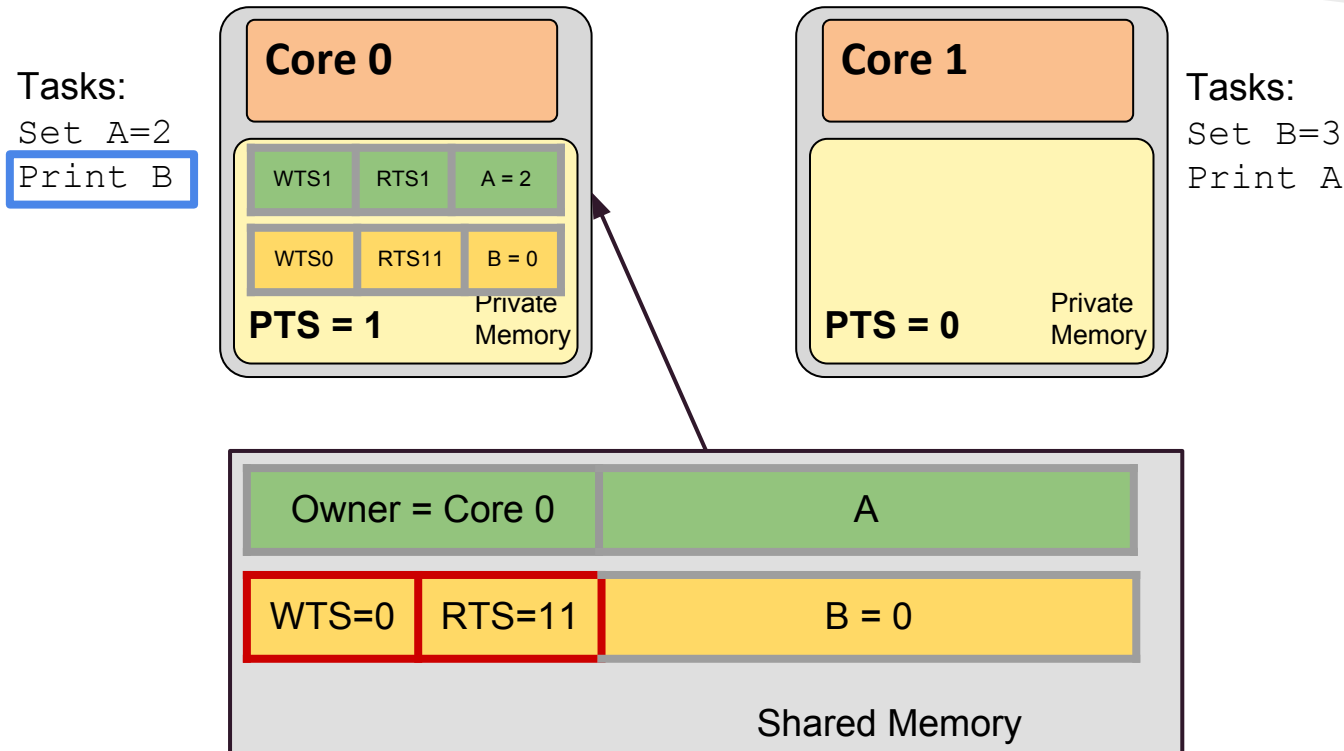 Core 0
Core 1
Tasks:
Set A=2
Print B
WTS1 RTS1 A = 2
WTS0 RTS11 B = 0
PTS = 1
Private
Memory
PTS = 0
Private
Memory
Tasks:
Set B=3
Print A
Owner = Core 0 A
WTS=0 RTS=11 B = 0
Shared Memory